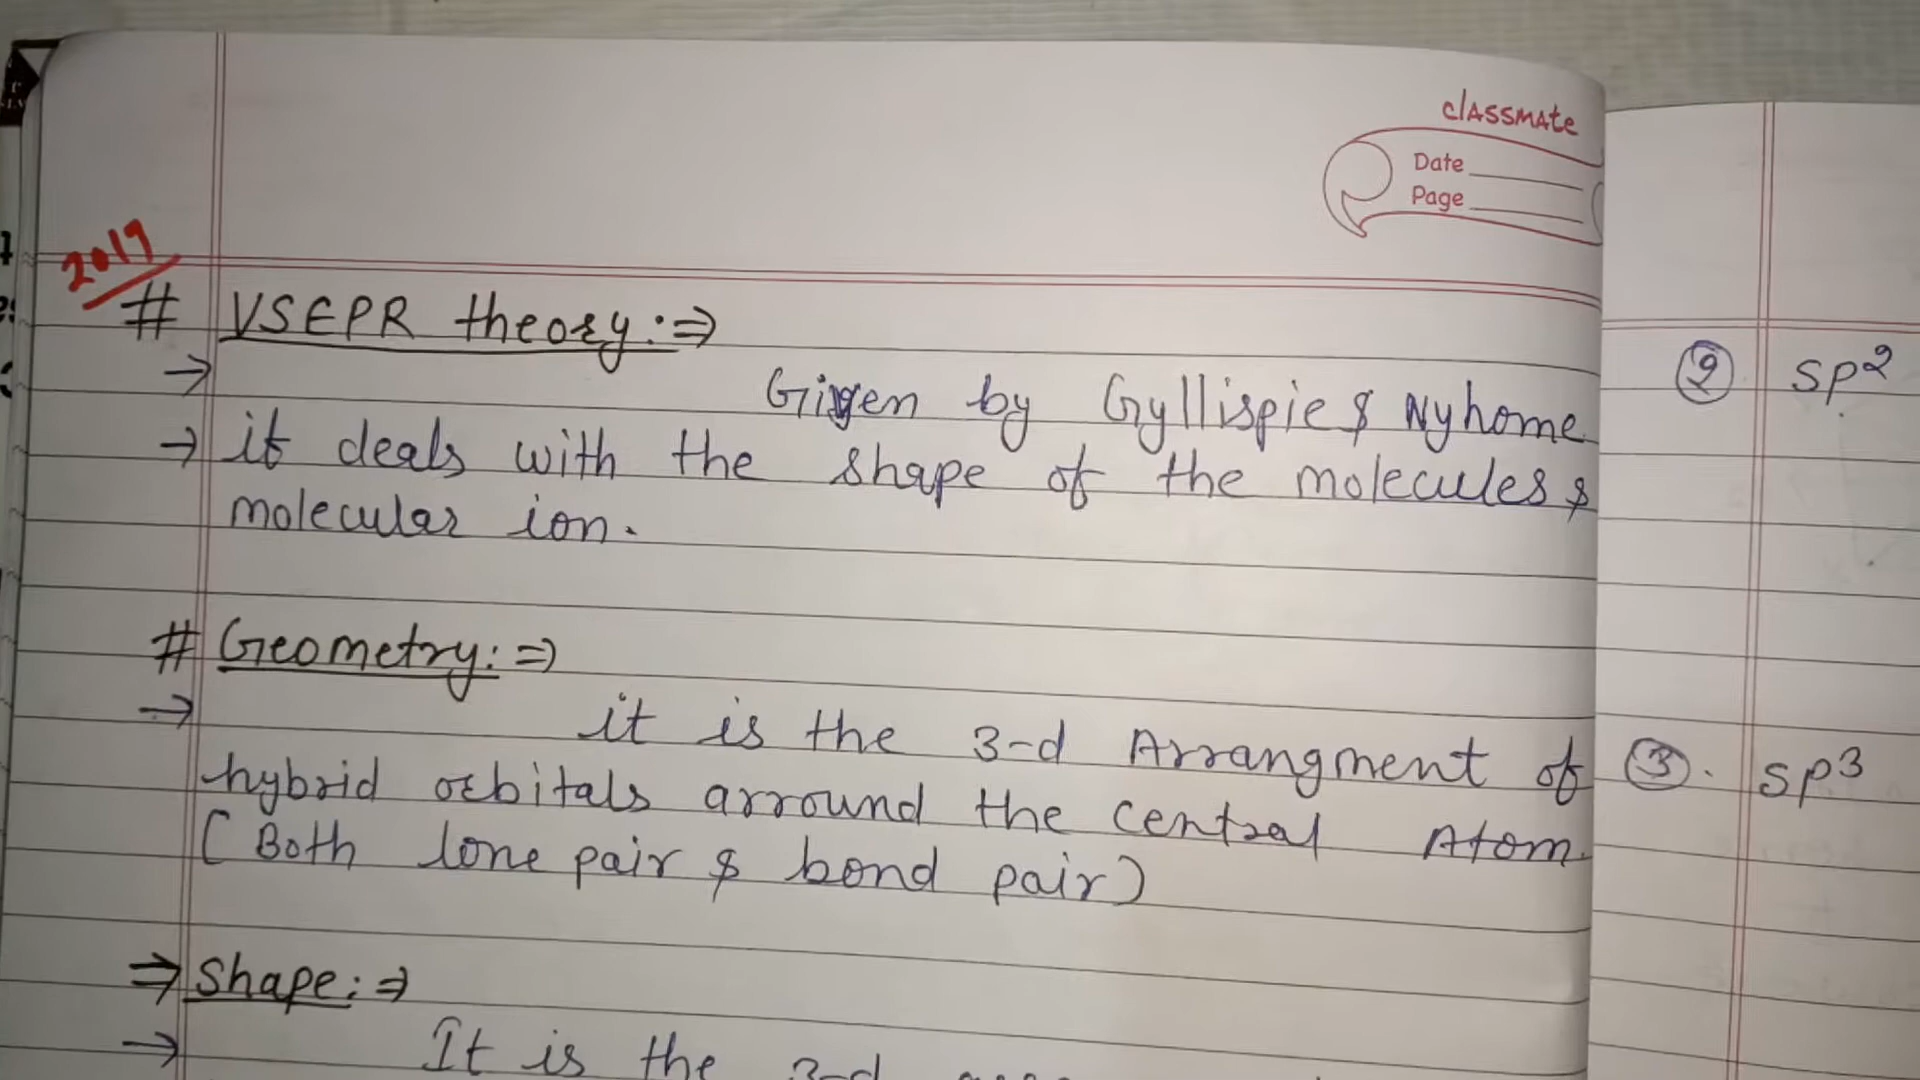 classmate
Date
Page
2019
# VSEPR theory:⇒
→ Given by Gyllispie & Nyhome
→ it deals with the shape of the molecules &
molecular ion.
# Geometry:⇒
→ it is the 3-d Arrangment of
hybrid orbitals arround the central Atom.
(Both lone pair & bond pair)
⇒ Shape:⇒
→ It is the 3-d
② sp²
③. sp³